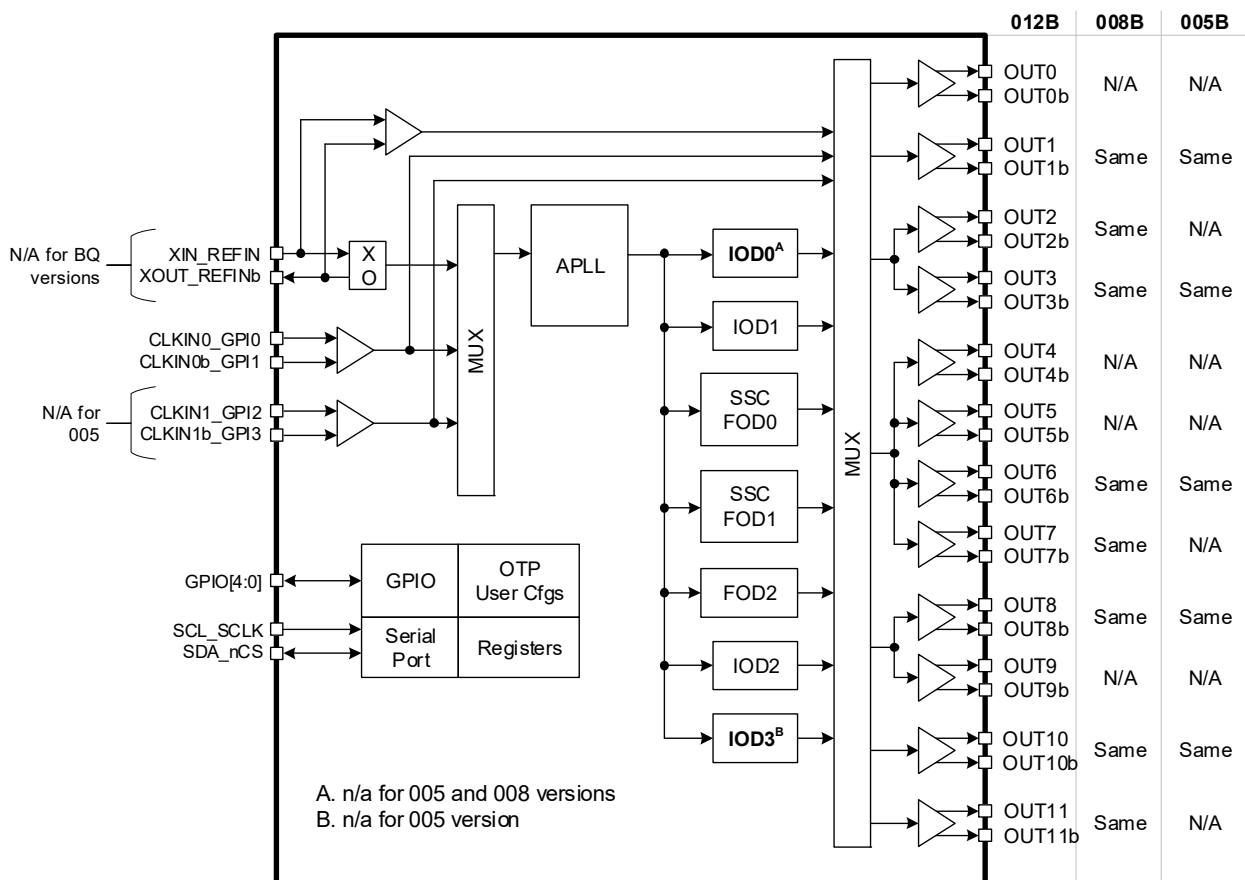 012B 008B 005B
OUT0
OUT0b
N/A N/A
OUT1
OUT1b
Same Same
OUT2
OUT2b
Same N/A
OUT3
OUT3b
Same Same
OUT4
OUT4b
N/A N/A
OUT5
OUT5b
N/A N/A
OUT6
OUT6b
Same Same
OUT7
OUT7b
Same N/A
OUT8
OUT8b
Same Same
OUT9
OUT9b
N/A N/A
OUT10
OUT10b
Same Same
OUT11
OUT11b
Same N/A
N/A for BQ
versions
XIN_REFIN
XOUT_REFINb
X
O
CLKIN0_GPI0
CLKIN0b_GPI1
N/A for
005
CLKIN1_GPI2
CLKIN1b_GPI3
MUX
APLL
IOD0A
IOD1
SSC
FOD0
SSC
FOD1
FOD2
IOD2
IOD3B
MUX
GPIO[4:0]
SCL_SCLK
SDA_nCS
GPIO
OTP
User Cfgs
Serial
Port
Registers
A. n/a for 005 and 008 versions
B. n/a for 005 version